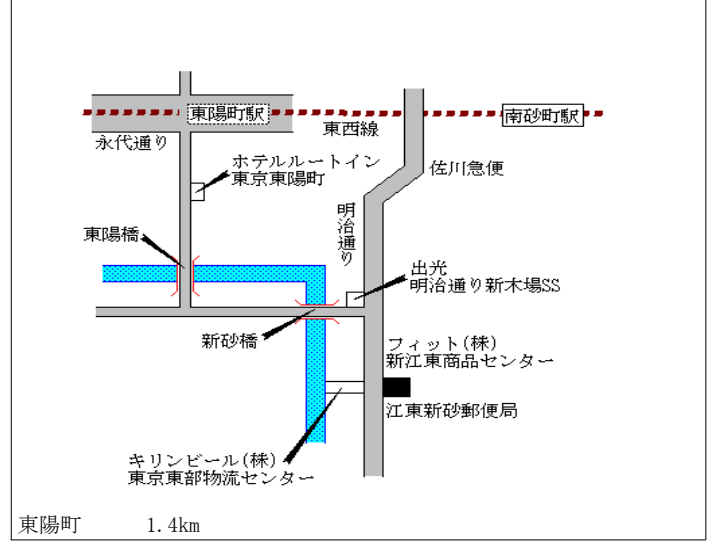 東陽町駅
南砂町駅
東西線
永代通り
ホテルルートイン
東京東陽町
佐川急便
明治通り
東陽橋
出光
明治通り新木場SS
新砂橋
フィット(株)
新江東商品センター
江東新砂郵便局
キリンビール(株)
東京東部物流センター
東陽町 1.4km